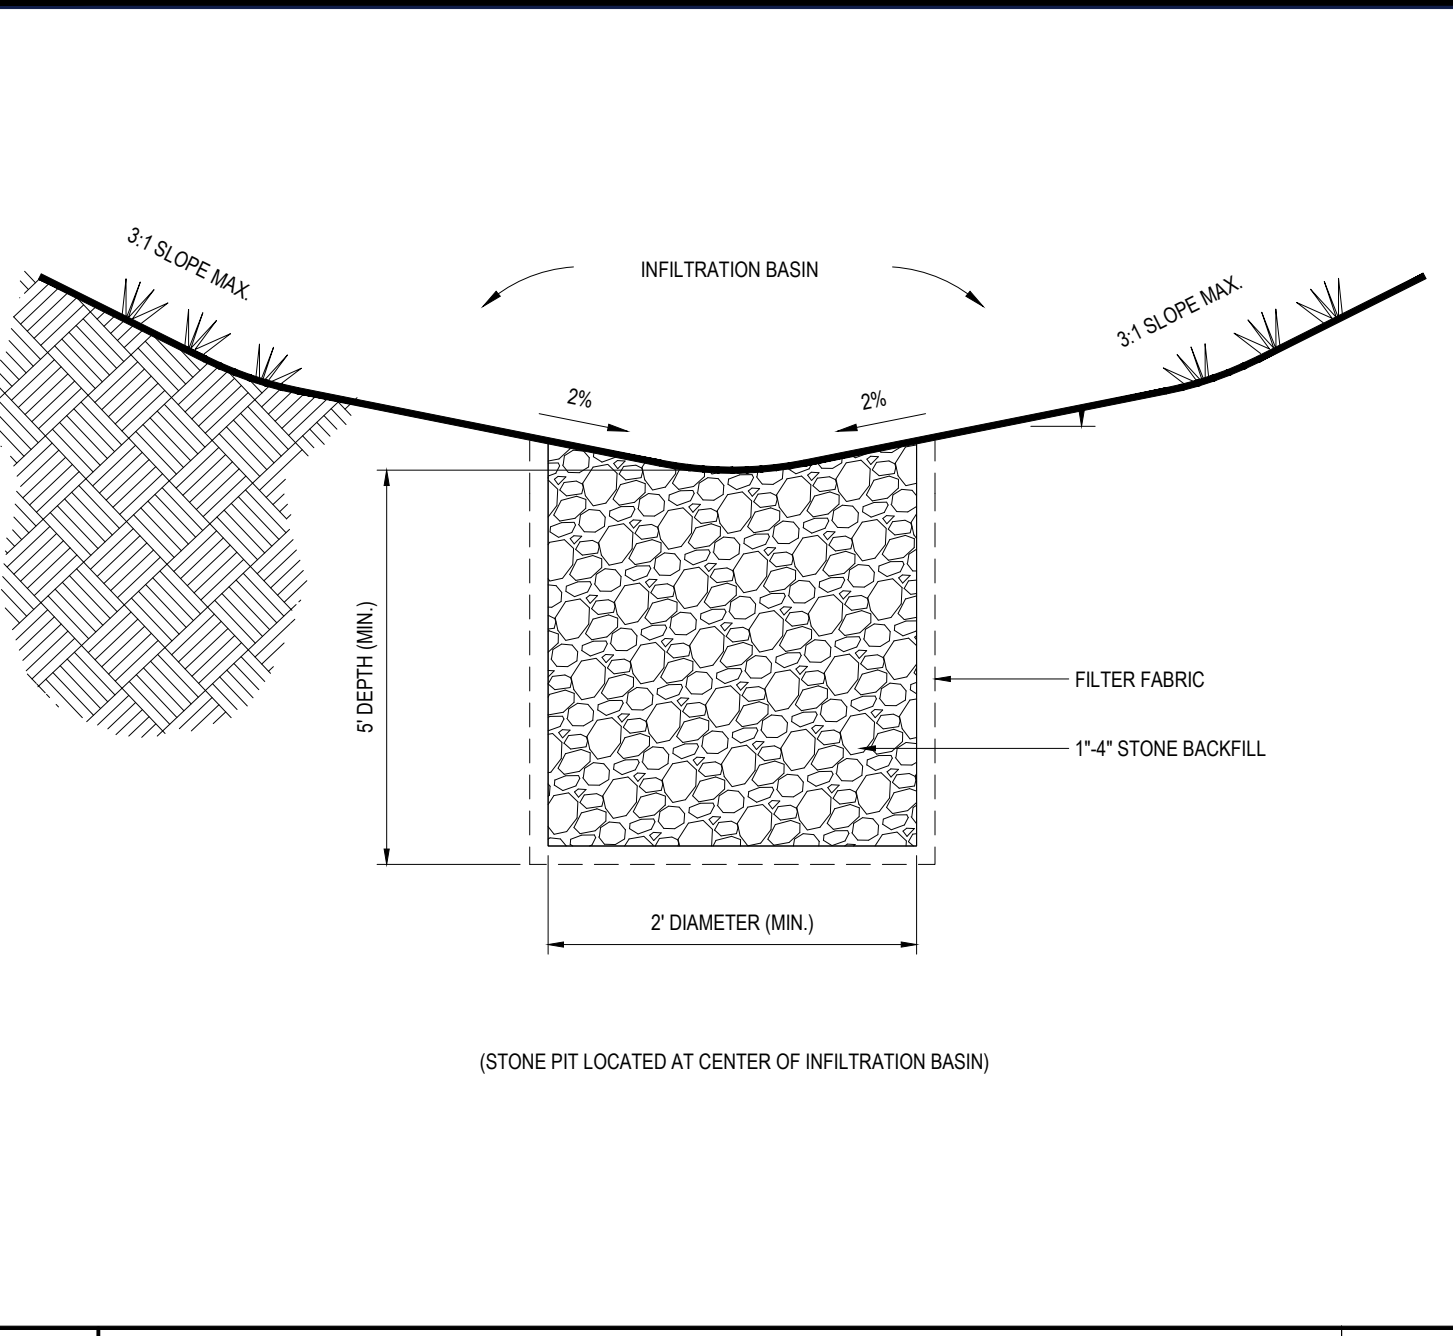 3:1 SLOPE MAX.
INFILTRATION BASIN
3:1 SLOPE MAX.
2%
2%
5' DEPTH (MIN.)
FILTER FABRIC
1"-4" STONE BACKFILL
2' DIAMETER (MIN.)
(STONE PIT LOCATED AT CENTER OF INFILTRATION BASIN)